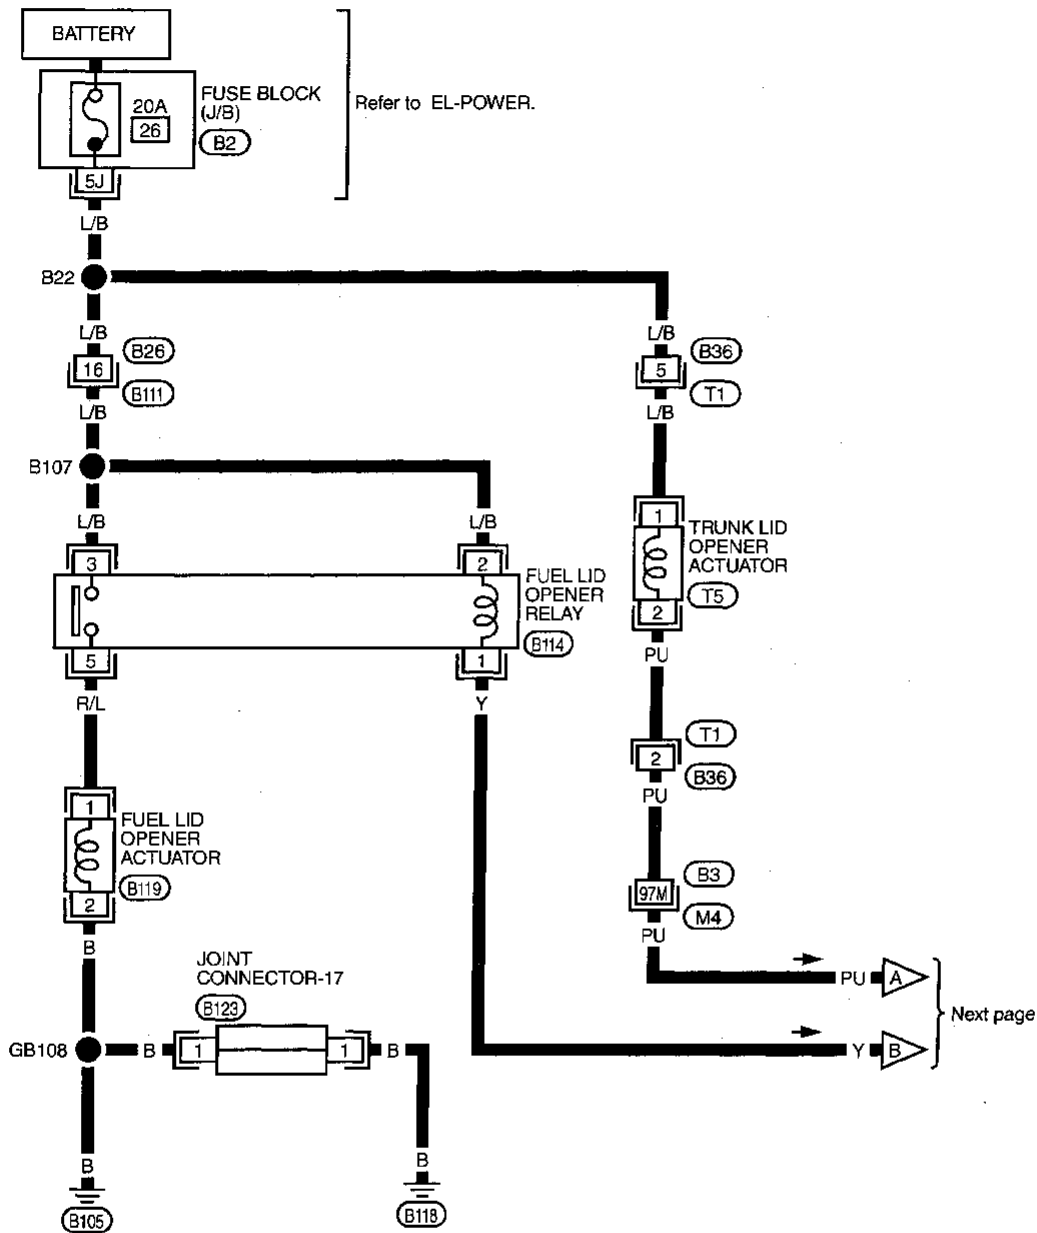 BATTERY
FUSE BLOCK
(J/B)
20A
26
B2
Refer to EL-POWER.
5J
L/B
B22
L/B
L/B
16
B26
B111
5
B36
T1
L/B
L/B
B107
L/B
L/B
3
2
FUEL LID
OPENER
RELAY
B114
1
TRUNK LID
OPENER
ACTUATOR
T5
2
5
1
PU
R/L
Y
2
T1
B36
PU
1
FUEL LID
OPENER
ACTUATOR
B119
2
97M
B3
M4
PU
B
JOINT
CONNECTOR-17
B123
PU
A
Next page
GB108
B
1
1
B
Y
B
B
B
B105
B118